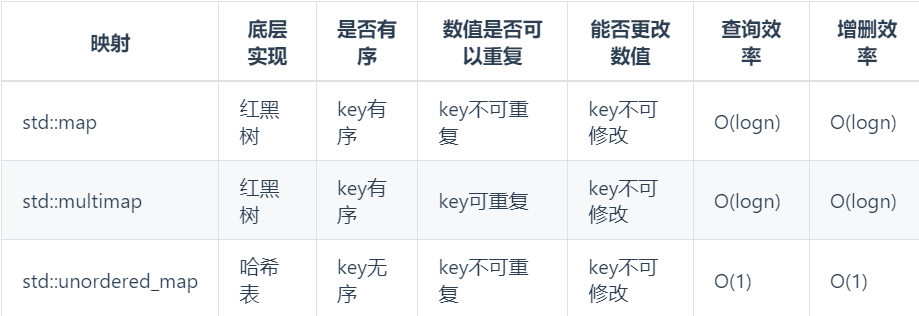 映射 底层实现 是否有序 数值是否可以重复 能否更改数值 查询效率 增删效率
std::map 红黑树 key有序 key不可重复 key不可修改 O(logn) O(logn)
std::multimap 红黑树 key有序 key可重复 key不可修改 O(logn) O(logn)
std::unordered_map 哈希表 key无序 key不可重复 key不可修改 O(1) O(1)